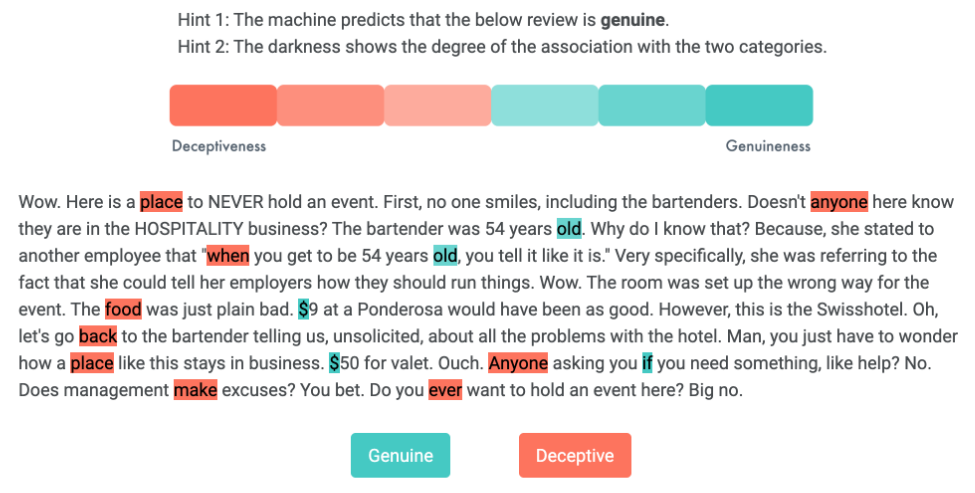 Hint 1: The machine predicts that the below review is genuine.
Hint 2: The darkness shows the degree of the association with the two categories.
Deceptiveness Genuineness
Wow. Here is a place to NEVER hold an event. First, no one smiles, including the bartenders. Doesn't anyone here know
they are in the HOSPITALITY business? The bartender was 54 years old. Why do I know that? Because, she stated to
another employee that "when you get to be 54 years old, you tell it like it is." Very specifically, she was referring to the
fact that she could tell her employers how they should run things. Wow. The room was set up the wrong way for the
event. The food was just plain bad. $9 at a Ponderosa would have been as good. However, this is the Swisshotel. Oh,
let's go back to the bartender telling us, unsolicited, about all the problems with the hotel. Man, you just have to wonder
how a place like this stays in business. $50 for valet. Ouch. Anyone asking you if you need something, like help? No.
Does management make excuses? You bet. Do you ever want to hold an event here? Big no.
Genuine Deceptive